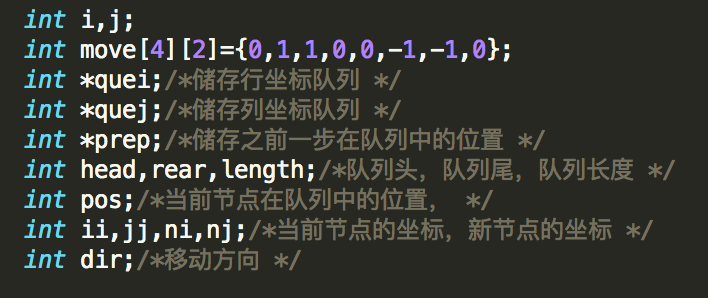 int i,j;
int move[4][2]={0,1,1,0,0,-1,-1,0};
int *quei;/*储存行坐标队列 */
int *quej;/*储存列坐标队列 */
int *prep;/*储存之前一步在队列中的位置 */
int head,rear,length;/*队列头，队列尾，队列长度 */
int pos;/*当前节点在队列中的位置， */
int ii,jj,ni,nj;/*当前节点的坐标，新节点的坐标 */
int dir;/*移动方向 */